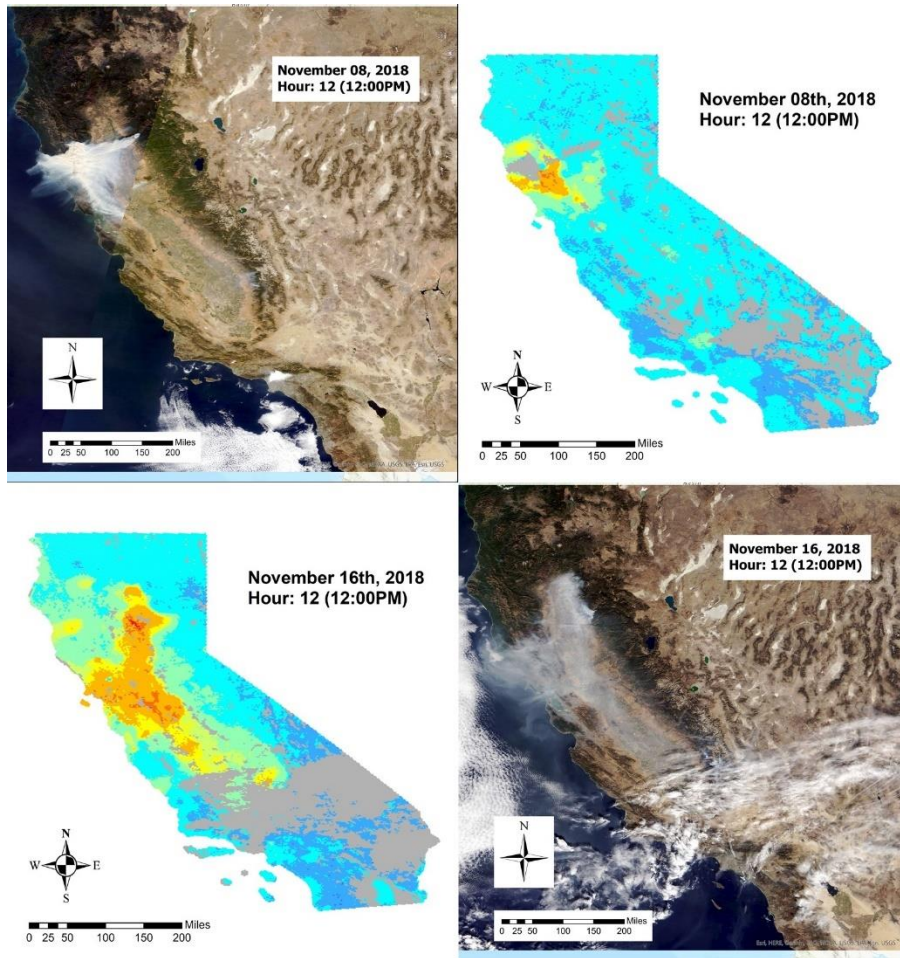 November 08, 2018
Hour: 12 (12:00PM)
N
W E
S
Miles
0 25 50 100 150 200
November 08th, 2018
Hour: 12 (12:00PM)
N
W E
S
Miles
0 25 50 100 150 200
November 16th, 2018
Hour: 12 (12:00PM)
N
W E
S
Miles
0 25 50 100 150 200
November 16, 2018
Hour: 12 (12:00PM)
N
W E
S
Miles
0 25 50 100 150 200